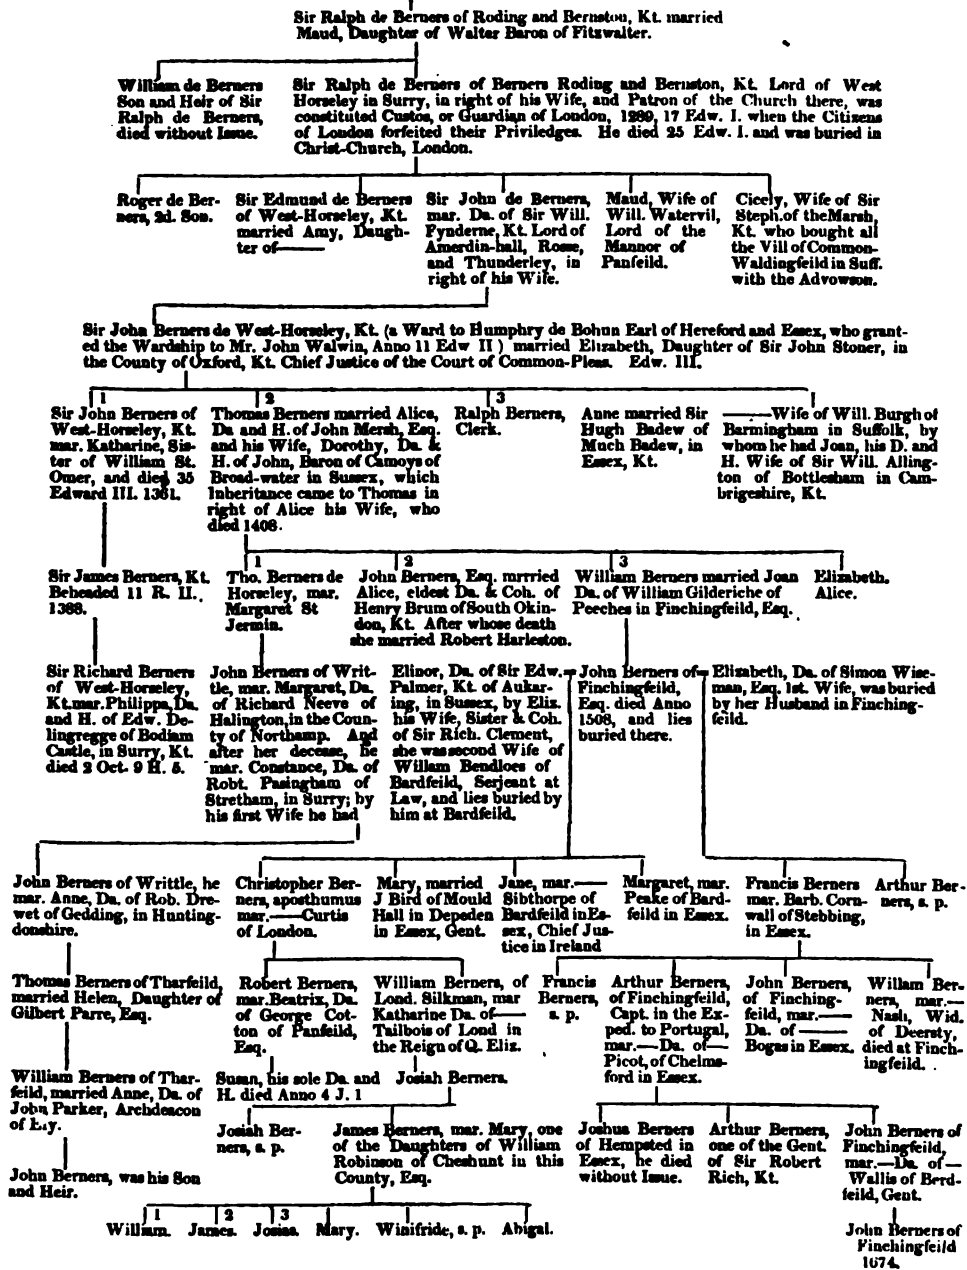 Sir Ralph de Berners of Roding and Bernston, Kt. married
Maud, Daughter of Walter Baron of Fitzwalter.
William de Berners
Son and Heir of Sir
Ralph de Berners,
died without Issue.
Sir Ralph de Berners of Berners Roding and Bernston, Kt. Lord of West
Horseley in Surry, in right of his Wife, and Patron of the Church there, was
constituted Custos, or Guardian of London, 1289, 17 Edw. I. when the Citizens
of London forfeited their Priviledges. He died 25 Edw. I. and was buried in
Christ-Church, London.
Roger de Ber-
ners, 2d. Son.
Sir Edmund de Berners
of West-Horseley, Kt.
married Amy, Daugh-
ter of——
Sir John de Berners,
mar. Da. of Sir Will.
Fynderne, Kt. Lord of
Amerdin-hall, Rosse,
and Thunderley, in
right of his Wife.
Maud, Wife of
Will. Watervil,
Lord of the
Mannor of
Panfeild.
Cicely, Wife of Sir
Steph. of the Marsh,
Kt. who bought all
the Vill of Common-
Waldingfeild in Suff.
with the Advowson.
Sir John Berners de West-Horseley, Kt. (a Ward to Humphry de Bohun Earl of Hereford and Essex, who grant-
ed the Wardship to Mr. John Walwin, Anno 11 Edw II) married Elizabeth, Daughter of Sir John Stoner, in
the County of Oxford, Kt. Chief Justice of the Court of Common-Pleas. Edw. III.
1
Sir John Berners of
West-Horseley, Kt.
mar. Katharine, Sis-
ter of William St.
Omer, and died 35
Edward III. 1361.
2
Thomas Berners married Alice,
Da and H. of John Mersh, Esq.
and his Wife, Dorothy, Da. &
H. of John, Baron of Camoys of
Broad-water in Sussex, which
Inheritance came to Thomas in
right of Alice his Wife, who
died 1408.
3
Ralph Berners,
Clerk.
Anne married Sir
Hugh Badew of
Much Badew, in
Essex, Kt.
——Wife of Will. Burgh of
Barmingham in Suffolk, by
whom he had Joan, his D. and
H. Wife of Sir Will. Alling-
ton of Bottlesham in Cam-
brigeshire, Kt.
Sir James Berners, Kt.
Beheaded 11 R. II.
1388.
1
Tho. Berners de
Horseley, mar.
Margaret St
Jermin.
2
John Berners, Esq. mrrried
Alice, eldest Da. & Coh. of
Henry Brum of South Okin-
don, Kt. After whose death
she married Robert Harleston.
3
William Berners married Joan
Da. of William Gilderiche of
Peeches in Finchingfeild, Esq.
Elizabeth.
Alice.
Sir Richard Berners
of West-Horseley,
Kt. mar. Philippa, Da.
and H. of Edw. De-
lingregge of Bodiam
Castle, in Surry, Kt.
died 2 Oct. 9 H. 5.
John Berners of Writ-
tle, mar. Margaret, Da.
of Richard Neeve of
Halington, in the Coun-
ty of Northamp. And
after her decease, he
mar. Constance, Da. of
Robt. Pasingham of
Stretham, in Surry; by
his first Wife he had
Elinor, Da. of Sir Edw.
Palmer, Kt. of Aukar-
ing, in Sussex, by Eliz.
his Wife, Sister & Coh.
of Sir Rich. Clement,
she was second Wife of
Willam Bendloes of
Bardfeild, Serjeant at
Law, and lies buried by
him at Bardfeild.
John Berners of
Finchingfeild,
Esq. died Anno
1508, and lies
buried there.
Elizabeth, Da. of Simon Wise-
man, Esq. 1st. Wife, was buried
by her Husband in Finching-
feild.
John Berners of Writtle, he
mar. Anne, Da. of Rob. Dre-
wet of Gedding, in Hunting-
donshire.
Christopher Ber-
ners, aposthumus
mar.——Curtis
of London.
Mary, married
J Bird of Mould
Hall in Depeden
in Essex, Gent.
Jane, mar.——
Sibthorpe of
Bardfeild in Es-
sex, Chief Jus-
tice in Ireland
Margaret, mar.
Peake of Bard-
feild in Essex.
Francis Berners
mar. Barb. Corn-
wall of Stebbing,
in Essex.
Arthur Ber-
ners, s. p.
Thomas Berners of Tharfeild,
married Helen, Daughter of
Gilbert Parre, Esq.
Robert Berners,
mar. Beatrix, Da.
of George Cot-
ton of Panfeild,
Esq.
William Berners, of
Lond. Silkman, mar
Katharine Da. of——
Tailbois of Lond in
the Reign of Q. Eliz.
Francis
Berners,
s. p.
Arthur Berners,
of Finchingfeild,
Capt. in the Ex-
ped. to Portugal,
mar.—Da. of—
Picot, of Chelms-
ford in Essex.
John Berners,
of Finching-
feild, mar.——
Da. of ——
Bogas in Essex.
Willam Ber-
ners, mar.—
Nash, Wid.
of Deersty,
died at Finch-
ingfeild.
William Berners of Thar-
feild, married Anne, Da. of
John Parker, Archdeacon
of Ely.
Susan, his sole Da. and
H. died Anno 4 J. 1
Josiah Berners.
Josiah Ber-
ners, s. p.
James Berners, mar. Mary, one
of the Daughters of William
Robinson of Cheshunt in this
County, Esq.
Joshua Berners
of Hempsted in
Essex, he died
without Issue.
Arthur Berners,
one of the Gent.
of Sir Robert
Rich, Kt.
John Berners of
Finchingfeild,
mar.—Da. of—
Wallis of Berd-
feild, Gent.
John Berners, was his Son
and Heir.
1
William.
2
James.
3
Josias.
Mary.
Winifride, s. p.
Abigal.
John Berners of
Finchingfeild
1674.